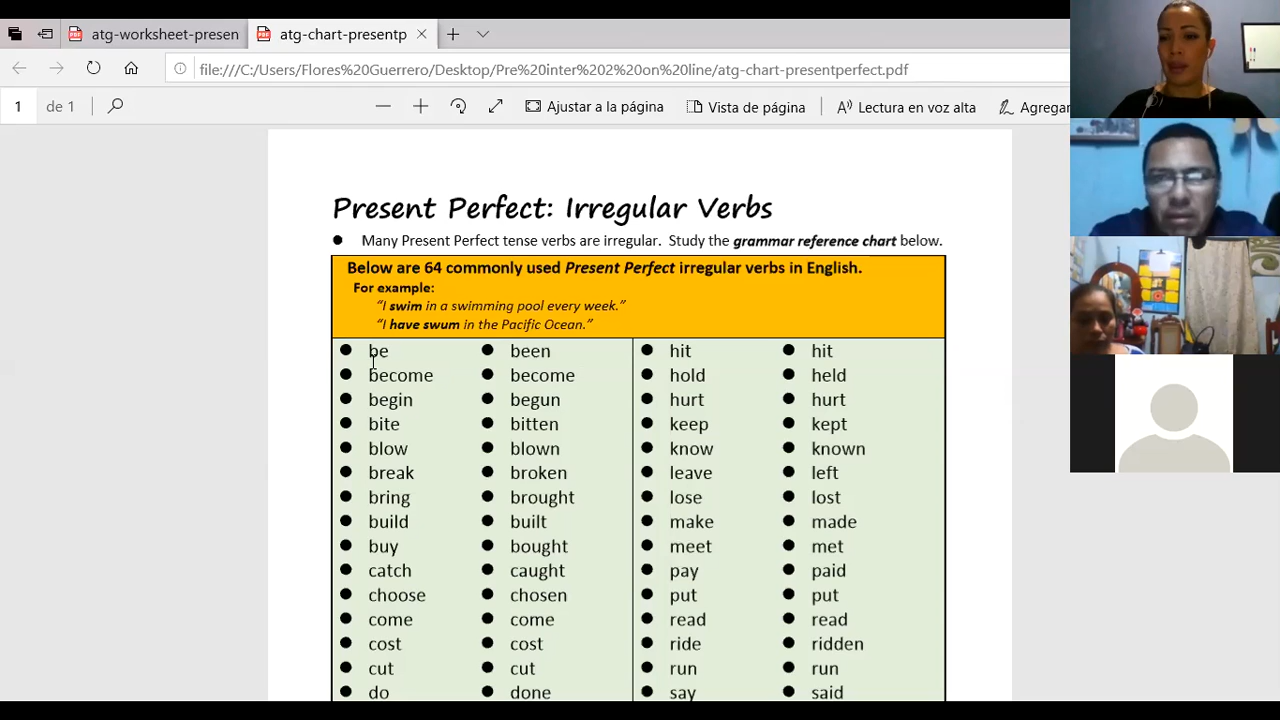 atg-worksheet-presen
atg-chart-presentp
file:///C:/Users/Flores%20Guerrero/Desktop/Pre%20inter%202%20on%20line/atg-chart-presentperfect.pdf
1 de 1 Ajustar a la página Vista de página Lectura en voz alta Agregar
Present Perfect: Irregular Verbs
Many Present Perfect tense verbs are irregular. Study the grammar reference chart below.
Below are 64 commonly used Present Perfect irregular verbs in English.
For example:
"I swim in a swimming pool every week."
"I have swum in the Pacific Ocean."
be been hit hit
become become hold held
begin begun hurt hurt
bite bitten keep kept
blow blown know known
break broken leave left
bring brought lose lost
build built make made
buy bought meet met
catch caught pay paid
choose chosen put put
come come read read
cost cost ride ridden
cut cut run run
do done say said